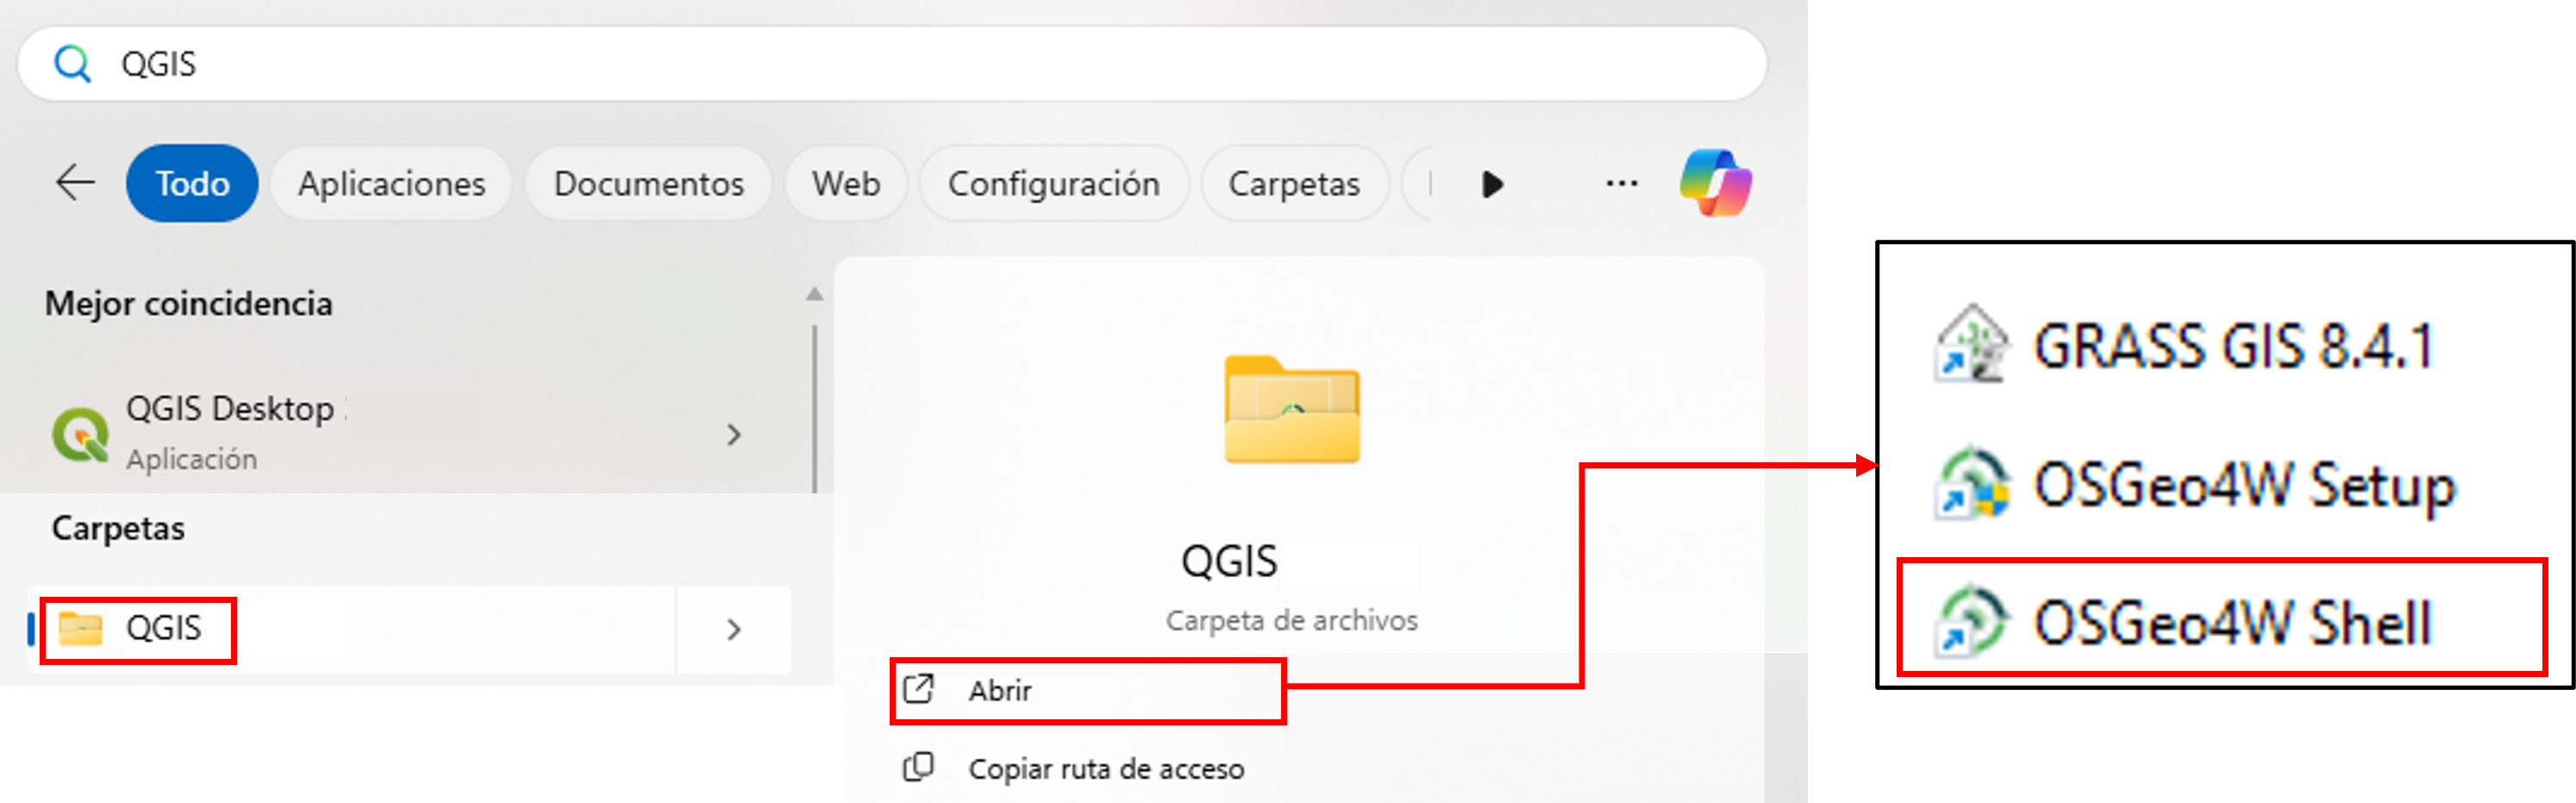 QGIS
Todo
Aplicaciones
Documentos
Web
Configuración
Carpetas
Mejor coincidencia
QGIS Desktop
Aplicación
Carpetas
QGIS
QGIS
Carpeta de archivos
Abrir
Copiar ruta de acceso
GRASS GIS 8.4.1
OSGeo4W Setup
OSGeo4W Shell